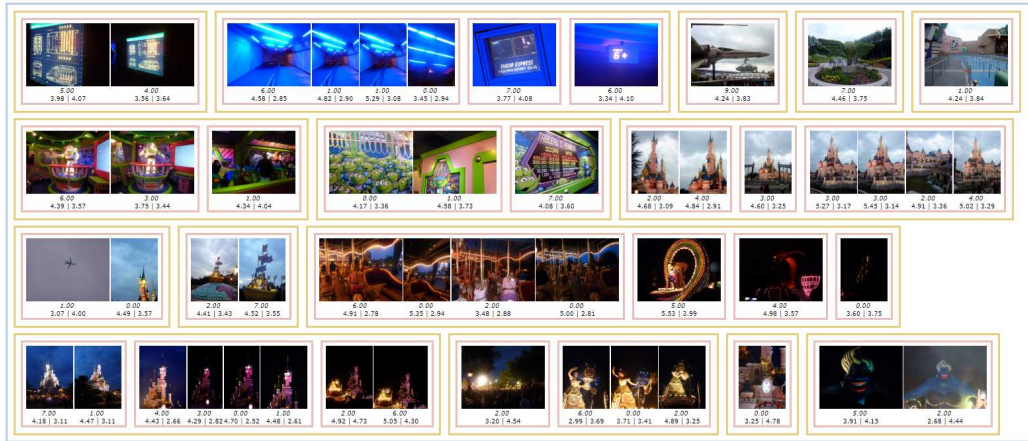 5.00 4.00
3.98 | 4.07 3.56 | 3.64
6.00 1.00 1.00 0.00
4.58 | 2.85 4.82 | 2.90 5.29 | 3.08 3.45 | 2.94
7.00
3.77 | 4.08
6+
6.00
3.34 | 4.10
9.00
4.24 | 3.83
7.00
4.46 | 3.75
1.00
4.24 | 3.84
6.00 3.00
4.39 | 3.57 3.75 | 3.44
1.00
4.34 | 4.04
0.00
4.17 | 3.36
1.00
4.58 | 3.73
SCORE
7.00
4.08 | 3.60
2.00 4.00
4.68 | 3.09 4.84 | 2.91
3.00
4.60 | 3.25
3.00 3.00 2.00 4.00
5.27 | 3.17 5.45 | 3.14 4.91 | 3.36 5.02 | 3.29
1.00 0.00
3.07 | 4.00 4.49 | 3.57
2.00 7.00
4.41 | 3.43 4.52 | 3.55
6.00 0.00 2.00 0.00
4.91 | 2.78 5.35 | 2.94 3.48 | 2.88 5.00 | 2.81
5.00
5.53 | 3.99
4.00
4.98 | 3.57
0.00
3.60 | 3.75
7.00 1.00
4.18 | 3.11 4.47 | 3.11
4.00 3.00 0.00 1.00
4.43 | 2.66 4.29 | 2.82 4.70 | 2.52 4.48 | 2.61
2.00 6.00
4.92 | 4.73 5.05 | 4.30
2.00
3.20 | 4.54
6.00 0.00 2.00
2.99 | 3.69 3.71 | 3.41 4.89 | 3.25
0.00
3.25 | 4.78
5.00 2.00
3.91 | 4.15 2.68 | 4.44